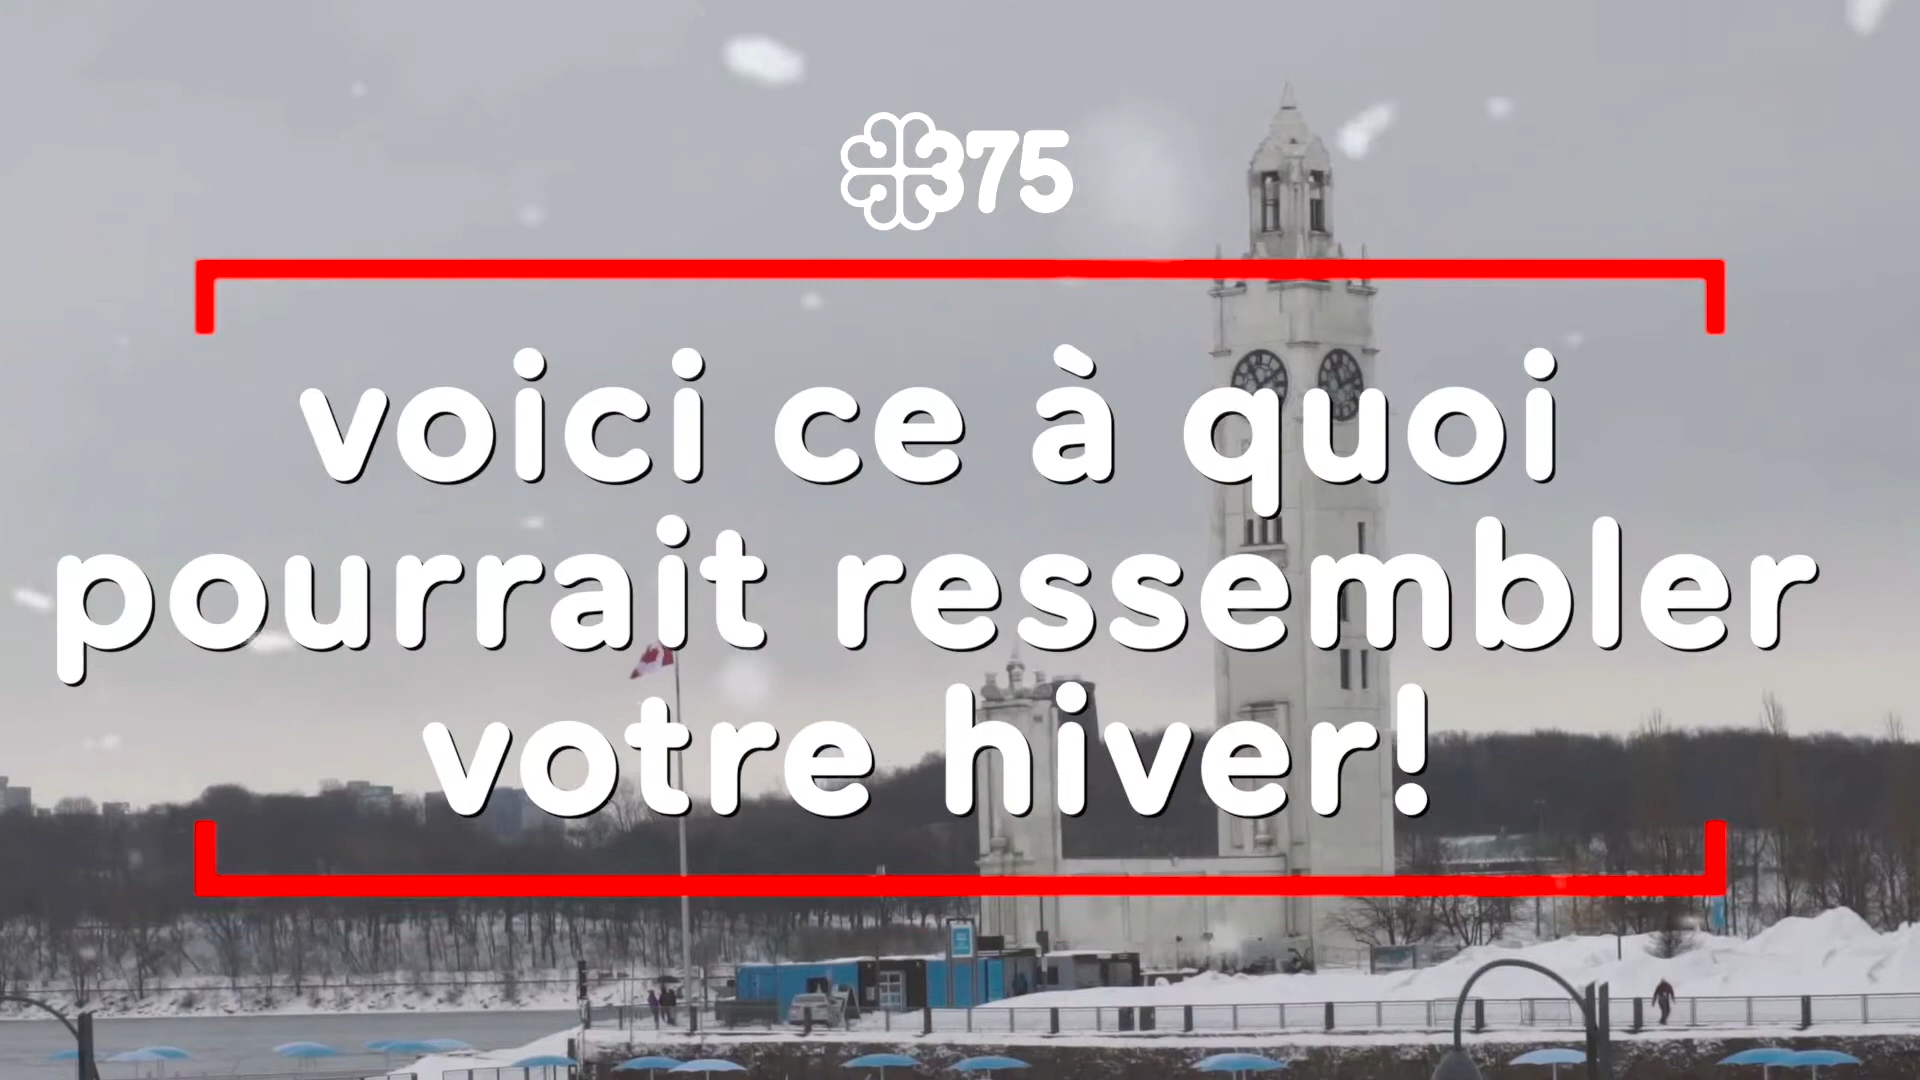 375
voici ce à quoi
pourrait ressembler
votre hiver!